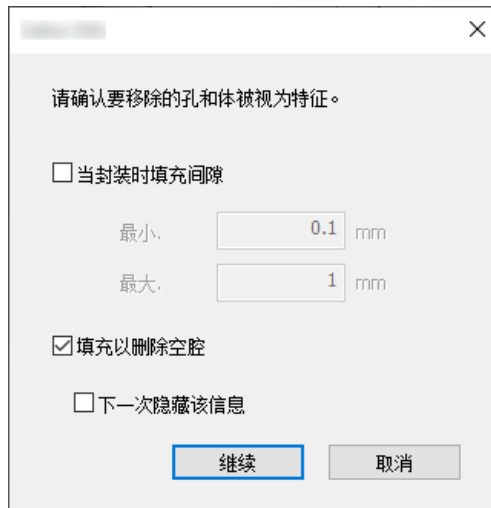 请确认要移除的孔和体被视为特征。
当封装时填充间隙
最小. 0.1 mm
最大. 1 mm
填充以删除空腔
下一次隐藏该信息
继续 取消